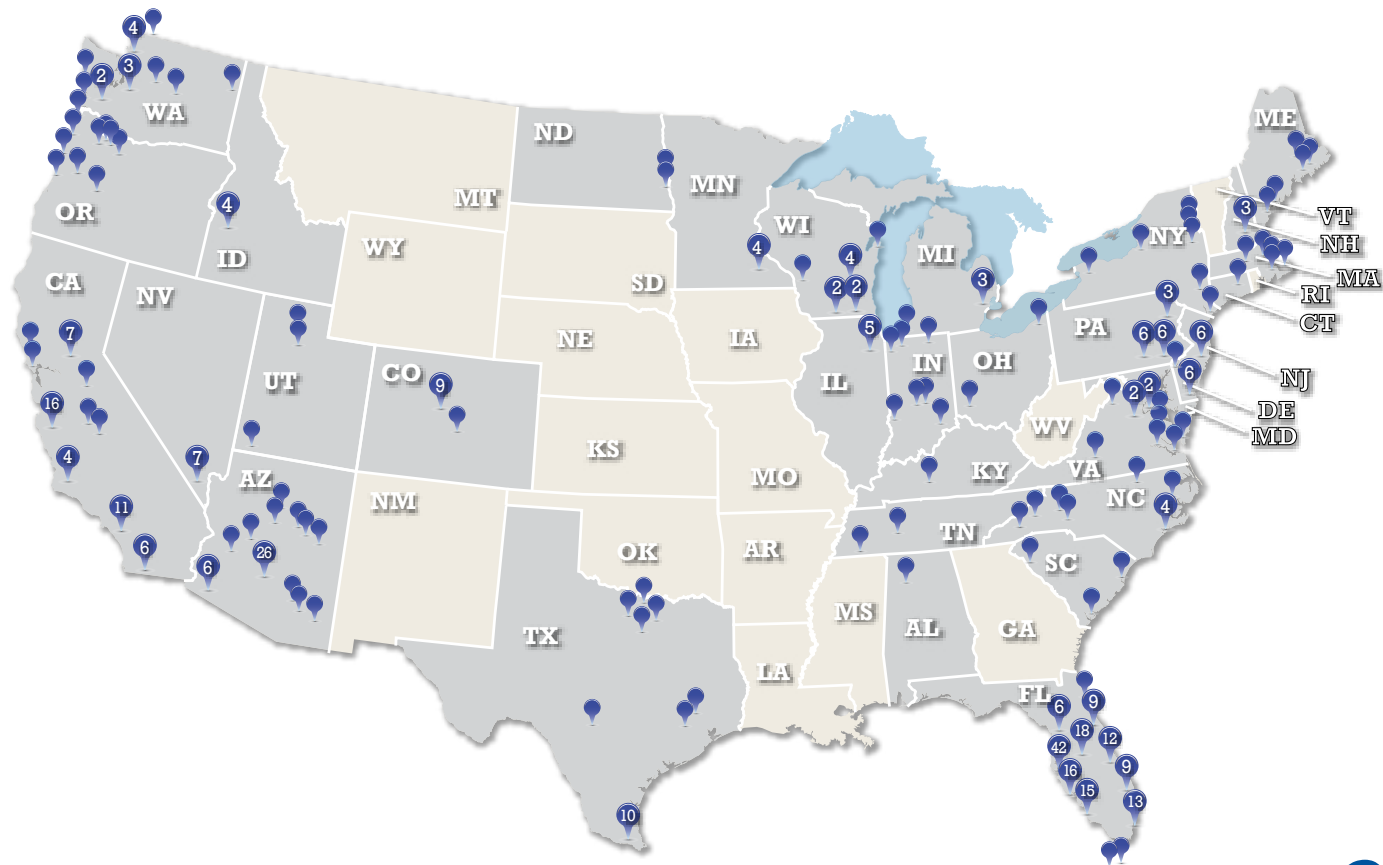 4
3
2
WA
ME
ND
MN
MT
OR
4
ID
WY
WI
4
4
2
2
MI
3
NY
3
VT
NH
MA
RI
CT
CA
7
NV
SD
NE
IA
5
IL
IN
OH
PA
3
6
6
6
NJ
UT
CO
9
16
4
7
KS
MO
KY
WV
VA
2
2
6
DE
MD
AZ
NM
11
6
26
6
OK
AR
TN
NC
4
SC
TX
MS
AL
GA
LA
10
FL
6
9
18
12
42
16
9
15
13